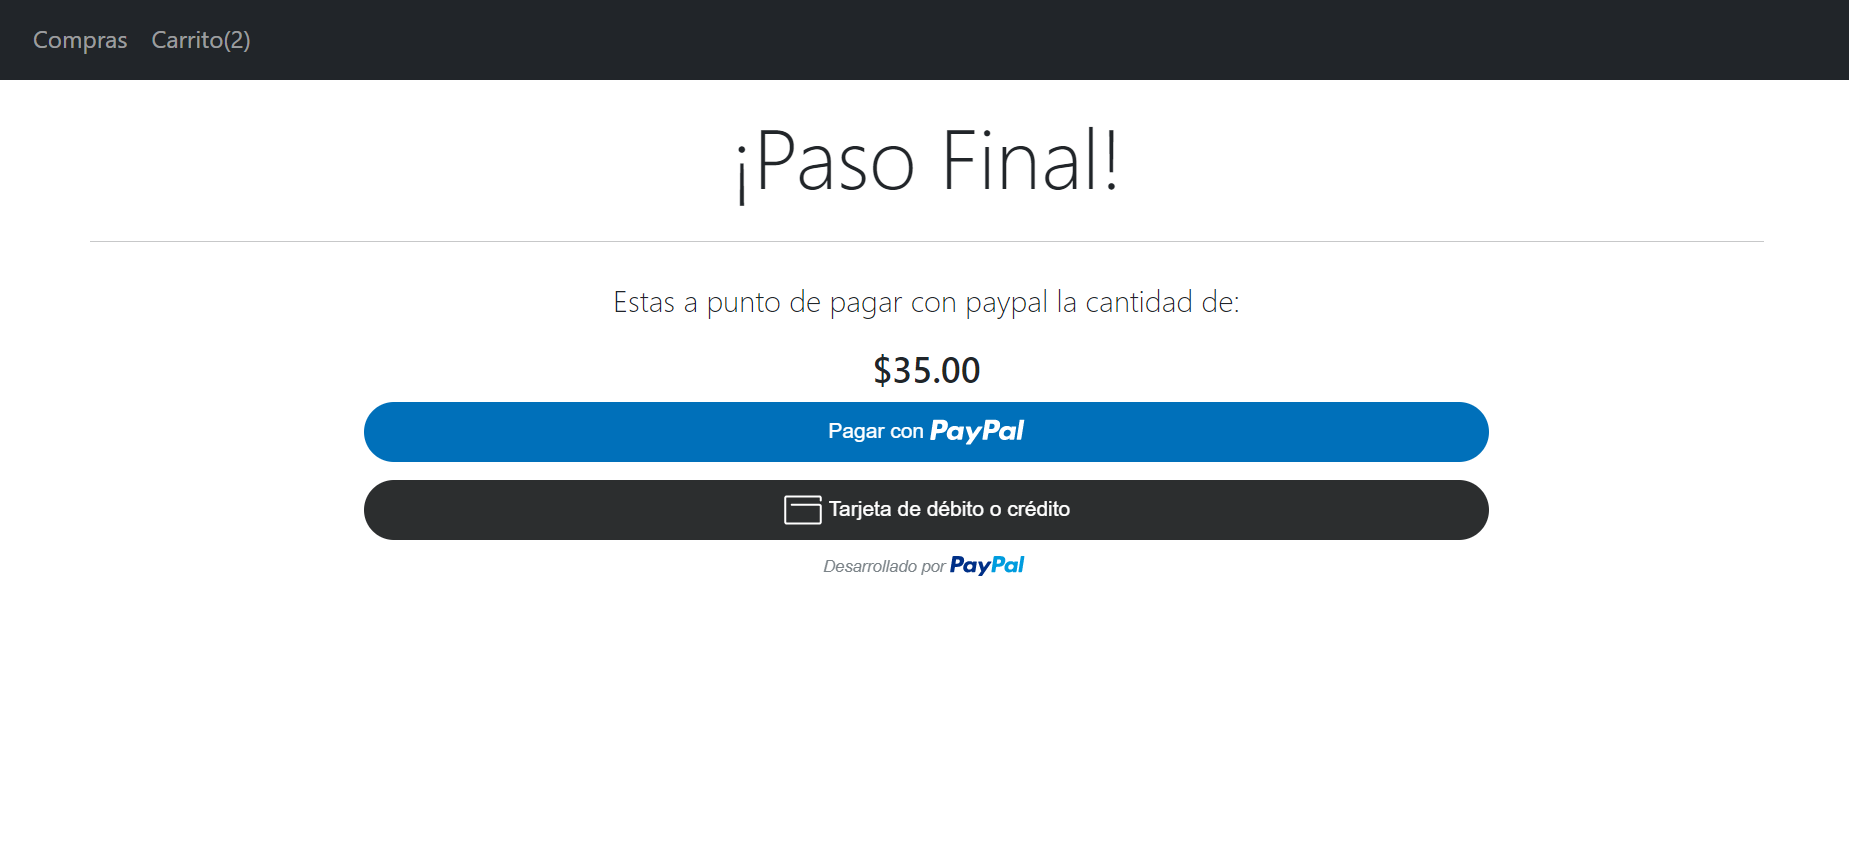 Compras Carrito(2)
¡Paso Final!
Estas a punto de pagar con paypal la cantidad de:
$35.00
Pagar con PayPal
Tarjeta de débito o crédito
Desarrollado por PayPal